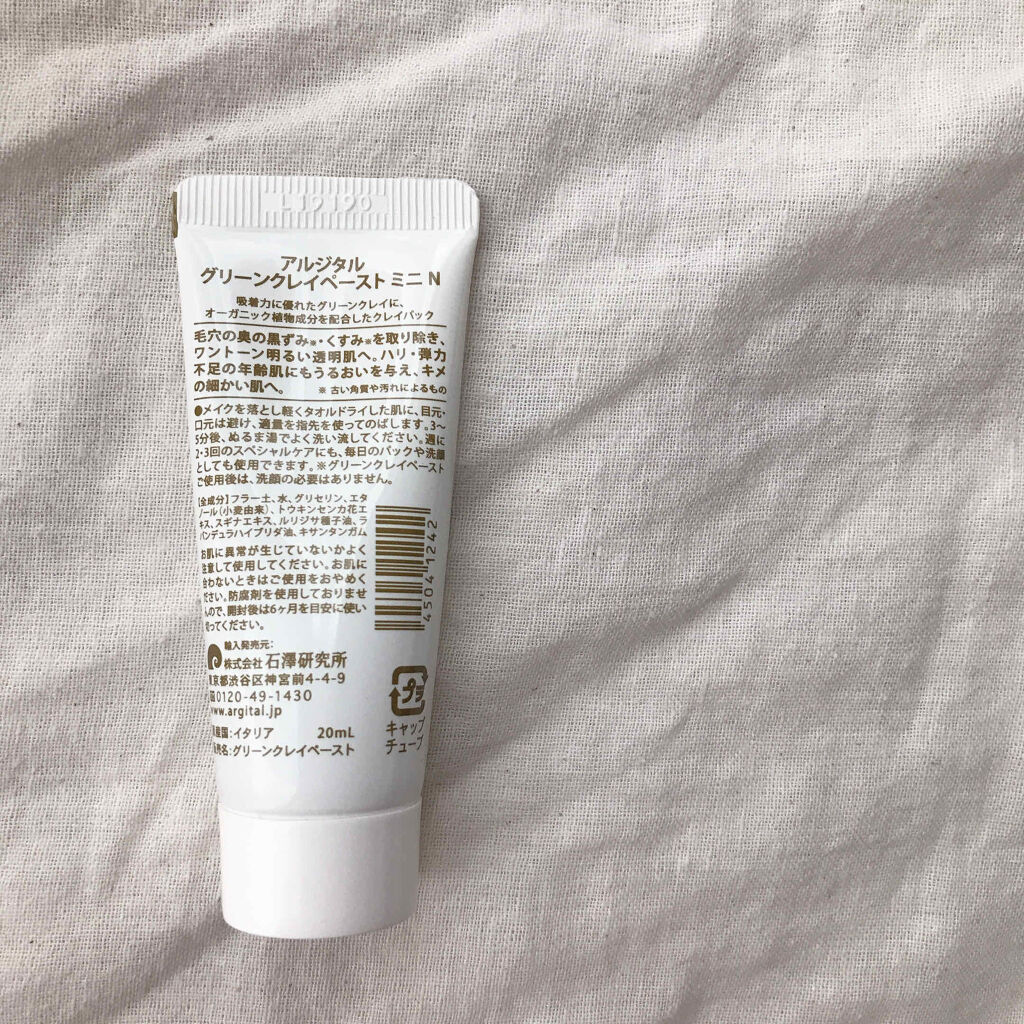 L19190
アルジタル
グリーンクレイペースト ミニ N
吸着力に優れたグリーンクレイに、
オーガニック植物成分を配合したクレイパック
毛穴の奥の黒ずみ※・くすみ※を取り除き、
ワントーン明るい透明肌へ。ハリ・弾力
不足の年齢肌にもうるおいを与え、キメ
の細かい肌へ。 ※ 古い角質や汚れによるもの
●メイクを落とし軽くタオルドライした肌に、目元・
口元は避け、適量を指先を使ってのばします。3〜
5分後、ぬるま湯でよく洗い流してください。週に
2・3回のスペシャルケアにも、毎日のパックや洗顔
としても使用できます。※グリーンクレイペースト
ご使用後は、洗顔の必要はありません。
【全成分】フラー土、水、グリセリン、エタ
ノール(小麦由来)、トウキンセンカ花エ
キス、スギナエキス、ルリジサ種子油、ラ
バンデュラハイブリダ油、キサンタンガム
お肌に異常が生じていないかよく
注意して使用してください。お肌に
合わないときはご使用をおやめく
ださい。防腐剤を使用しておりませ
んので、開封後は6ヶ月を目安に使い
切ってください。
45041242
輸入発売元:
株式会社 石澤研究所
東京都渋谷区神宮前4-4-9
0120-49-1430
www.argital.jp
原産国:イタリア 20mL
販売名:グリーンクレイペースト
プラ
キャップ
チューブ